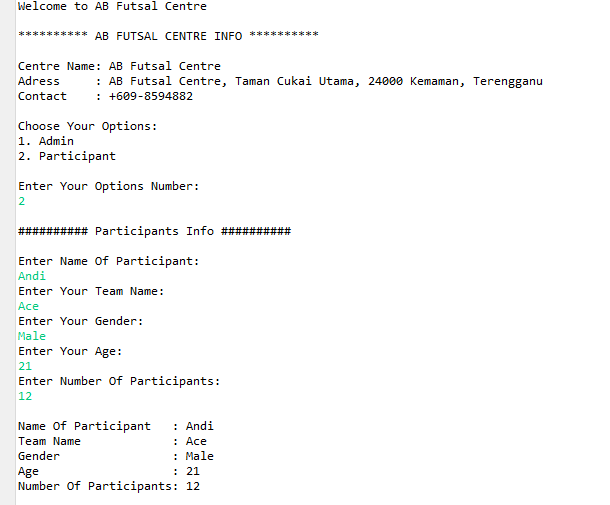 Welcome to AB Futsal Centre
********** AB FUTSAL CENTRE INFO **********
Centre Name: AB Futsal Centre
Adress     : AB Futsal Centre, Taman Cukai Utama, 24000 Kemaman, Terengganu
Contact    : +609-8594882
Choose Your Options:
1. Admin
2. Participant
Enter Your Options Number:
2
########## Participants Info ##########
Enter Name Of Participant:
Andi
Enter Your Team Name:
Ace
Enter Your Gender:
Male
Enter Your Age:
21
Enter Number Of Participants:
12
Name Of Participant   : Andi
Team Name             : Ace
Gender                : Male
Age                   : 21
Number Of Participants: 12